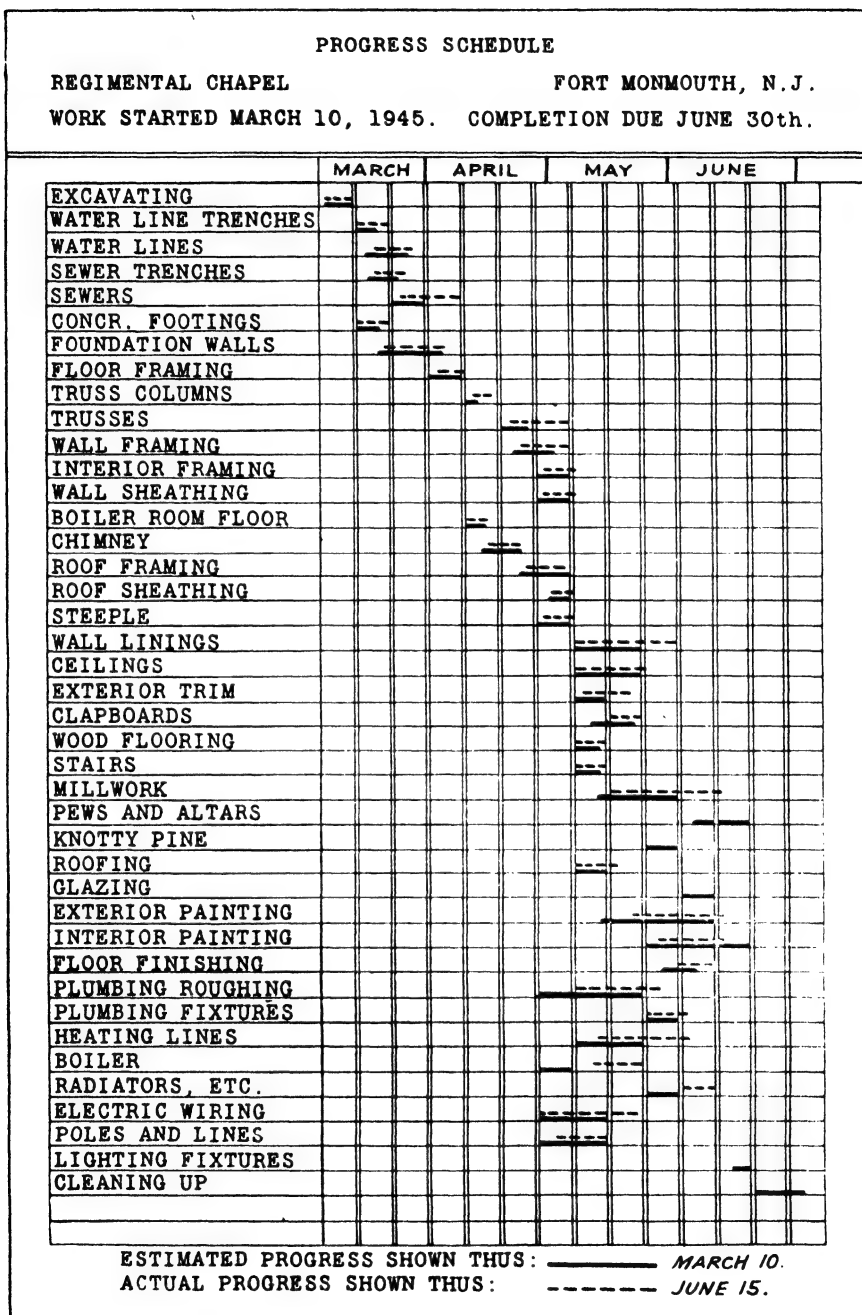 PROGRESS SCHEDULE
REGIMENTAL CHAPEL FORT MONMOUTH, N.J.
WORK STARTED MARCH 10, 1945. COMPLETION DUE JUNE 30th.
MARCH APRIL MAY JUNE
EXCAVATING
WATER LINE TRENCHES
WATER LINES
SEWER TRENCHES
SEWERS
CONCR. FOOTINGS
FOUNDATION WALLS
FLOOR FRAMING
TRUSS COLUMNS
TRUSSES
WALL FRAMING
INTERIOR FRAMING
WALL SHEATHING
BOILER ROOM FLOOR
CHIMNEY
ROOF FRAMING
ROOF SHEATHING
STEEPLE
WALL LININGS
CEILINGS
EXTERIOR TRIM
CLAPBOARDS
WOOD FLOORING
STAIRS
MILLWORK
PEWS AND ALTARS
KNOTTY PINE
ROOFING
GLAZING
EXTERIOR PAINTING
INTERIOR PAINTING
FLOOR FINISHING
PLUMBING ROUGHING
PLUMBING FIXTURES
HEATING LINES
BOILER
RADIATORS, ETC.
ELECTRIC WIRING
POLES AND LINES
LIGHTING FIXTURES
CLEANING UP
ESTIMATED PROGRESS SHOWN THUS: MARCH 10.
ACTUAL PROGRESS SHOWN THUS: JUNE 15.